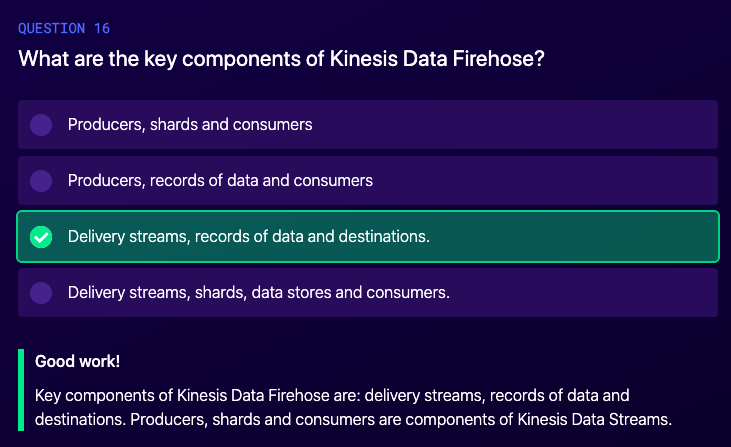 QUESTION 16
What are the key components of Kinesis Data Firehose?
Producers, shards and consumers
Producers, records of data and consumers
Delivery streams, records of data and destinations.
Delivery streams, shards, data stores and consumers.
Good work!
Key components of Kinesis Data Firehose are: delivery streams, records of data and
destinations. Producers, shards and consumers are components of Kinesis Data Streams.